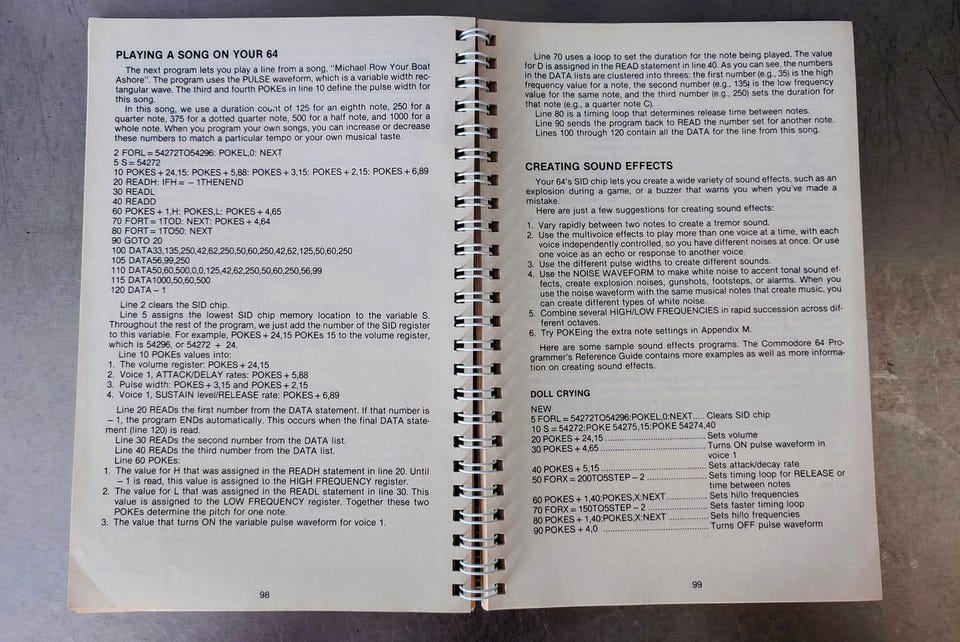 PLAYING A SONG ON YOUR 64
The next program lets you play a line from a song, "Michael Row Your Boat
Ashore". The program uses the PULSE waveform, which is a variable width rec-
tangular wave. The third and fourth POKEs in line 10 define the pulse width for
this song.
In this song, we use a duration count of 125 for an eighth note, 250 for a
quarter note, 375 for a dotted quarter note, 500 for a half note, and 1000 for a
whole note. When you program your own songs, you can increase or decrease
these numbers to match a particular tempo or your own musical taste.
2 FORL=54272TO54296: POKEL,0: NEXT
5 S=54272
10 POKES+24,15: POKES+5,88: POKES+3,15: POKES+2,15: POKES+6,89
20 READH: IFH=-1THENEND
30 READL
40 READD
60 POKES+1,H: POKES,L: POKES+4,65
70 FORT=1TOD: NEXT: POKES+4,64
80 FORT=1TO50: NEXT
90 GOTO 20
100 DATA33,135,250,42,62,250,50,60,250,42,62,125,50,60,250
105 DATA56,99,250
110 DATA50,60,500,0,0,125,42,62,250,50,60,250,56,99
115 DATA1000,50,60,500
120 DATA-1
Line 2 clears the SID chip.
Line 5 assigns the lowest SID chip memory location to the variable S.
Throughout the rest of the program, we just add the number of the SID register
to this variable. For example, POKES+24,15 POKEs 15 to the volume register,
which is 54296, or 54272 + 24.
Line 10 POKEs values into:
1. The volume register: POKES+24,15
2. Voice 1, ATTACK/DELAY rates: POKES+5,88
3. Pulse width: POKES+3,15 and POKES+2,15
4. Voice 1, SUSTAIN level/RELEASE rate: POKES+6,89
Line 20 READs the first number from the DATA statement. If that number is
-1, the program ENDs automatically. This occurs when the final DATA state-
ment (line 120) is read.
Line 30 READs the second number from the DATA list.
Line 40 READs the third number from the DATA list.
Line 60 POKEs:
1. The value for H that was assigned in the READH statement in line 20. Until
-1 is read, this value is assigned to the HIGH FREQUENCY register.
2. The value for L that was assigned in the READL statement in line 30. This
value is assigned to the LOW FREQUENCY register. Together these two
POKEs determine the pitch for one note.
3. The value that turns ON the variable pulse waveform for voice 1.
98
Line 70 uses a loop to set the duration for the note being played. The value
for D is assigned in the READ statement in line 40. As you can see, the numbers
in the DATA lists are clustered into threes: the first number (e.g., 35) is the high
frequency value for a note, the second number (e.g., 135) is the low frequency
value for the same note, and the third number (e.g., 250) sets the duration for
that note (e.g., a quarter note C).
Line 80 is a timing loop that determines release time between notes.
Line 90 sends the program back to READ the number set for another note.
Lines 100 through 120 contain all the DATA for the line from this song.
CREATING SOUND EFFECTS
Your 64's SID chip lets you create a wide variety of sound effects, such as an
explosion during a game, or a buzzer that warns you when you've made a
mistake.
Here are just a few suggestions for creating sound effects:
1. Vary rapidly between two notes to create a tremor sound.
2. Use the multivoice effects to play more than one voice at a time, with each
voice independently controlled, so you have different noises at once. Or use
one voice as an echo or response to another voice.
3. Use the different pulse widths to create different sounds.
4. Use the NOISE WAVEFORM to make white noise to accent tonal sound ef-
fects, create explosion noises, gunshots, footsteps, or alarms. When you
use the noise waveform with the same musical notes that create music, you
can create different types of white noise.
5. Combine several HIGH/LOW FREQUENCIES in rapid succession across dif-
ferent octaves.
6. Try POKEing the extra note settings in Appendix M.
Here are some sample sound effects programs. The Commodore 64 Pro-
grammer's Reference Guide contains more examples as well as more informa-
tion on creating sound effects.
DOLL CRYING
NEW
5 FORL=54272TO54296:POKEL,0:NEXT..... Clears SID chip
10 S=54272:POKE 54275,15:POKE 54274,40
20 POKES+24,15 ............................ Sets volume
30 POKES+4,65 ............................. Turns ON pulse waveform in
voice 1
40 POKES+5,15 ............................. Sets attack/decay rate
50 FORX=200TO5STEP-2 ................. Sets timing loop for RELEASE or
time between notes
60 POKES+1,40:POKES,X:NEXT ........... Sets hi/lo frequencies
70 FORX=150TO5STEP-2 ................. Sets faster timing loop
80 POKES+1,40:POKES,X:NEXT ........... Sets hi/lo frequencies
90 POKES+4,0 .............................. Turns OFF pulse waveform
99